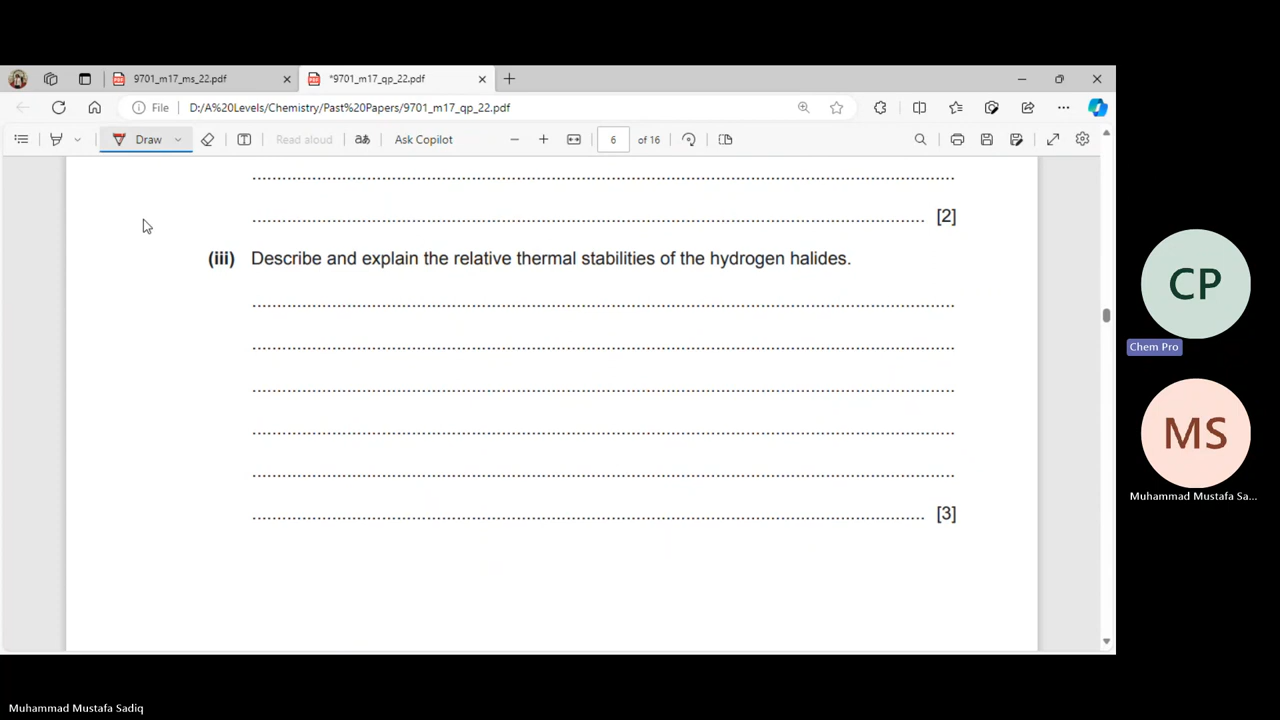 9701_m17_ms_22.pdf
*9701_m17_qp_22.pdf
File
D:/A%20Levels/Chemistry/Past%20Papers/9701_m17_qp_22.pdf
Draw
Read aloud
aあ
Ask Copilot
6
of 16
[2]
(iii) Describe and explain the relative thermal stabilities of the hydrogen halides.
[3]
CP
Chem Pro
MS
Muhammad Mustafa Sa...
Muhammad Mustafa Sadiq